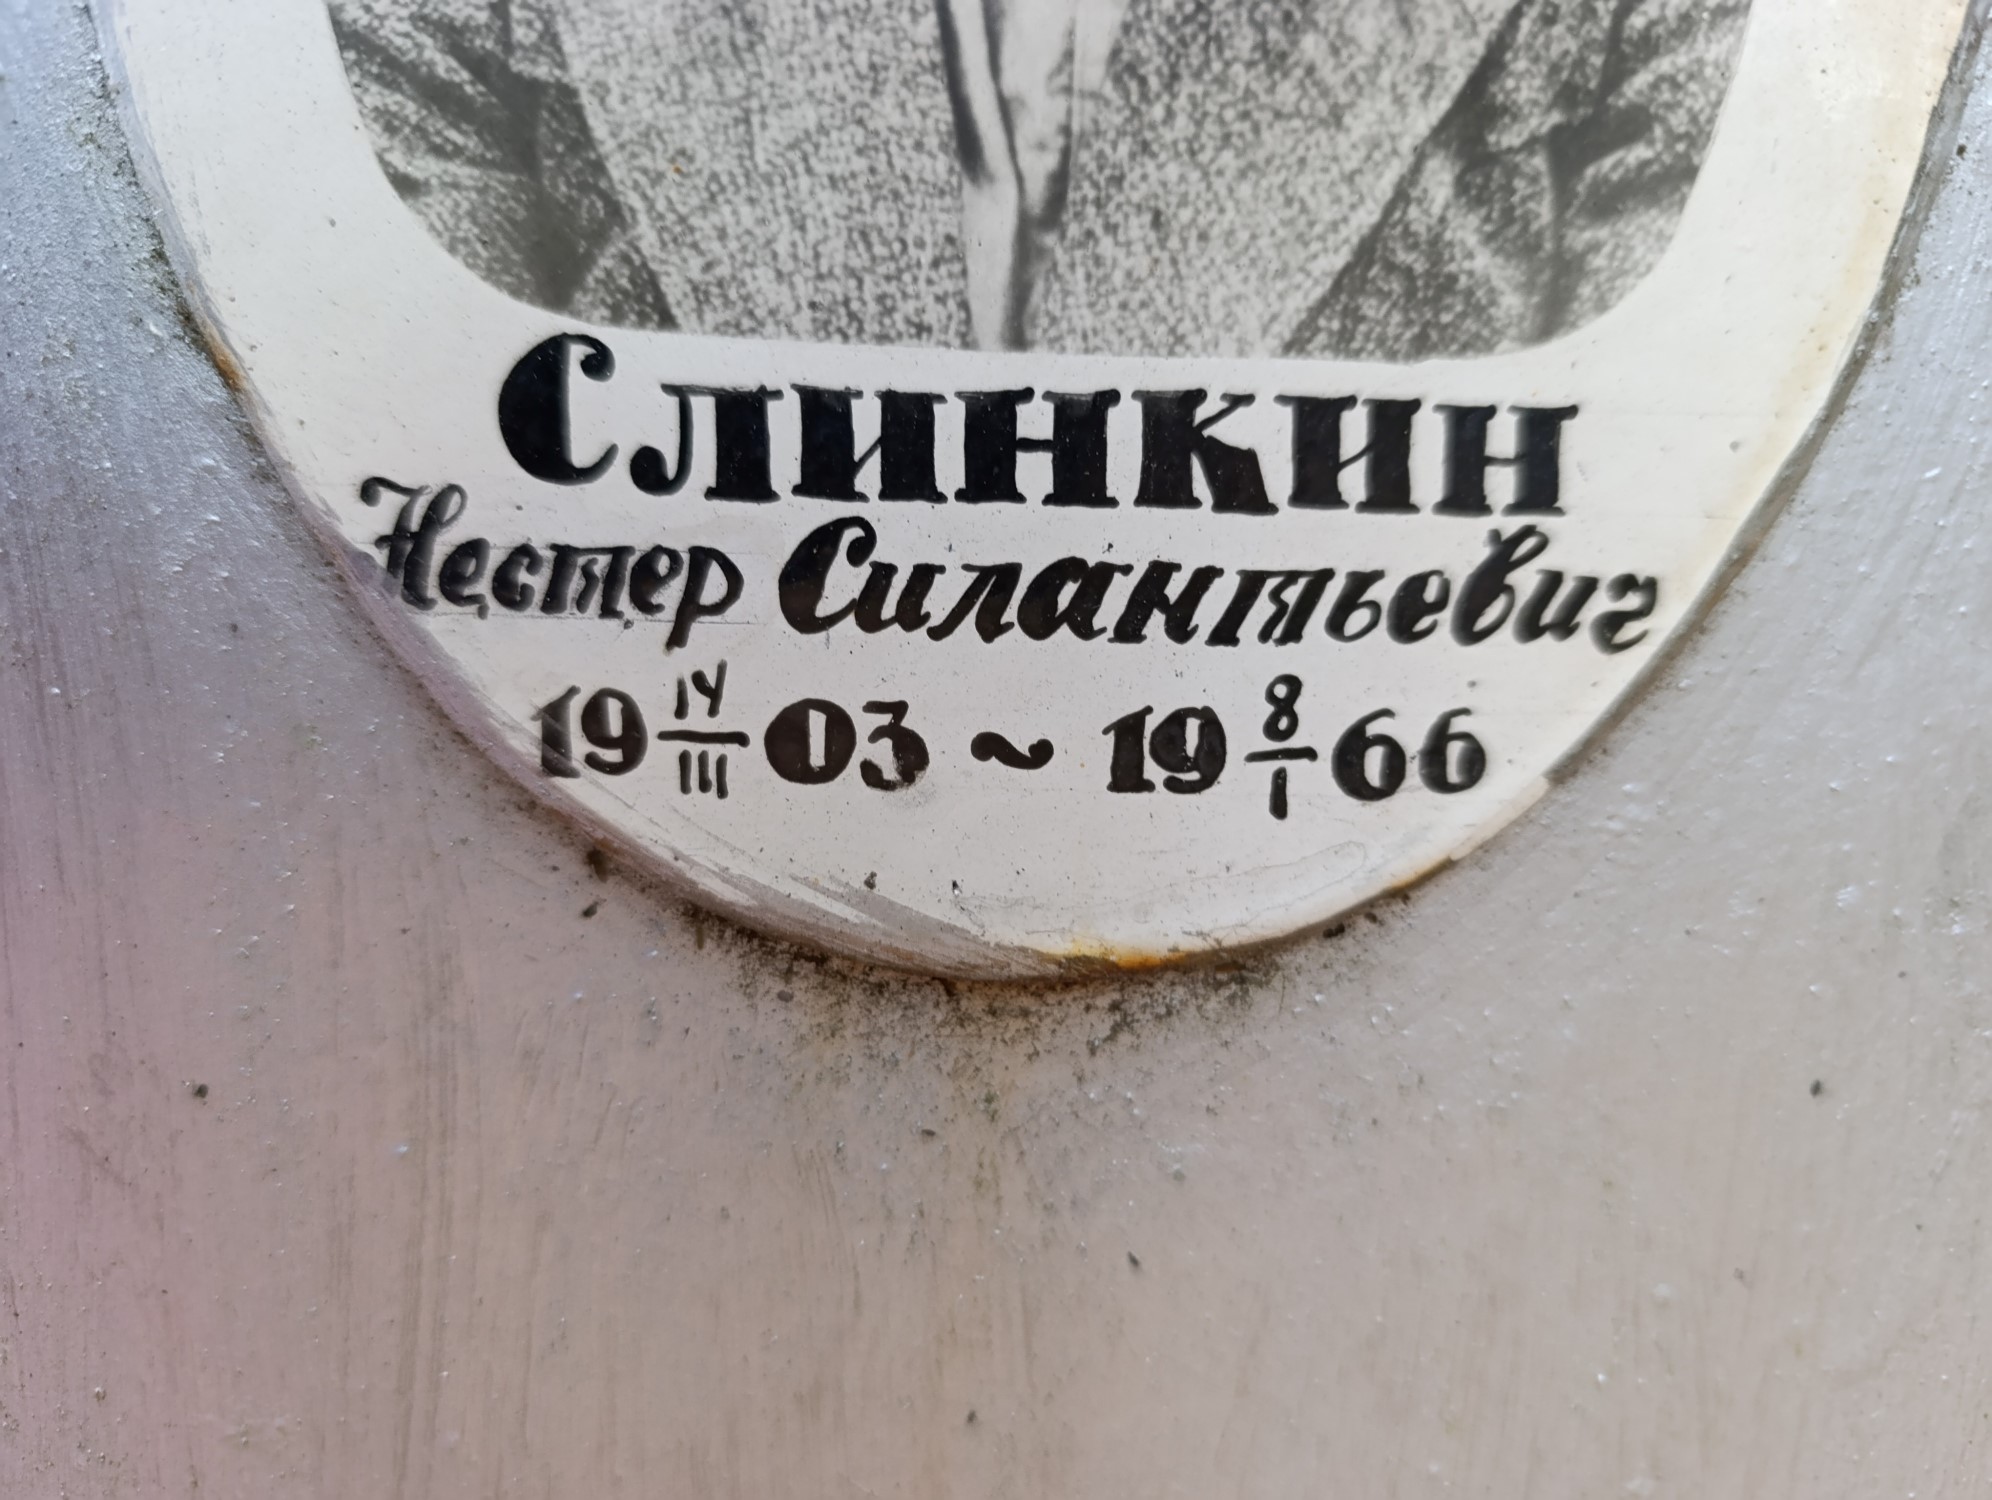 Слинкин
Нестер Силантьевич
19 14/III 03 ~ 19 8/I 66